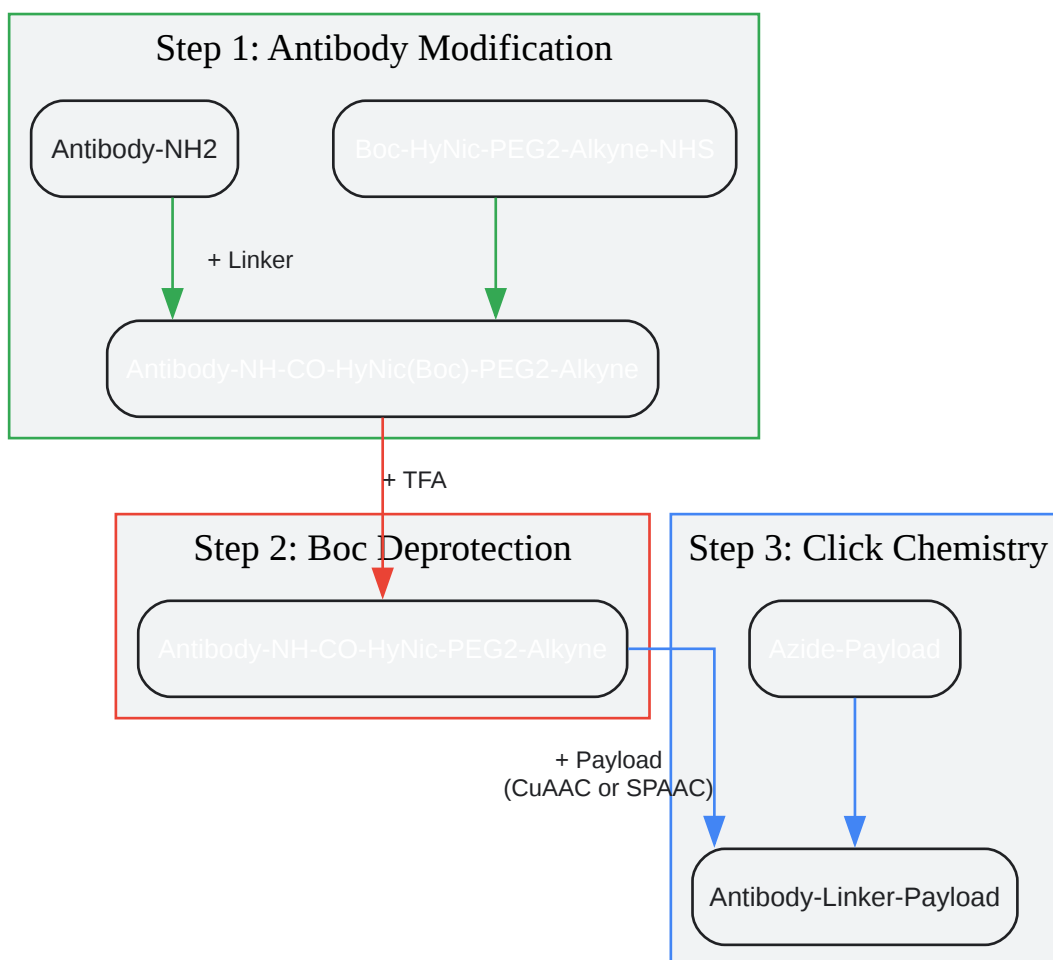 Step 1: Antibody Modification
Antibody-NH2
Boc-HyNic-PEG2-Alkyne-NHS
+ Linker
Antibody-NH-CO-HyNic(Boc)-PEG2-Alkyne
+ TFA
Step 2: Boc Deprotection
Step 3: Click Chemistry
Antibody-NH-CO-HyNic-PEG2-Alkyne
Azide-Payload
+ Payload
(CuAAC or SPAAC)
Antibody-Linker-Payload